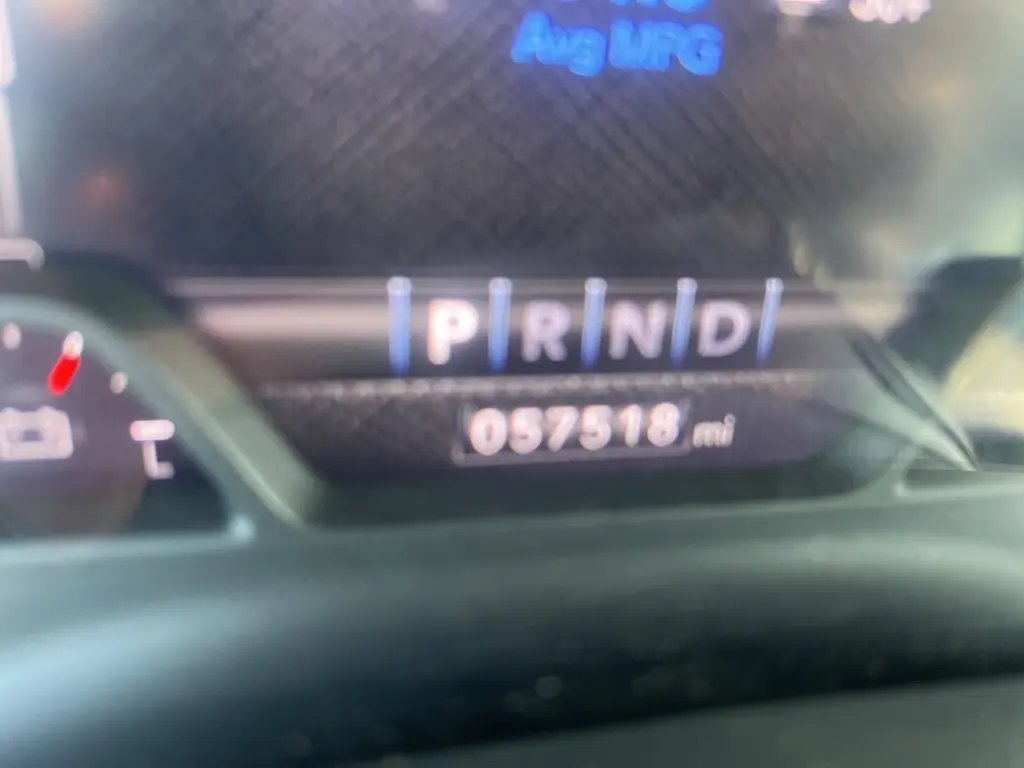 Avg MPG
P R N D
057518 mi